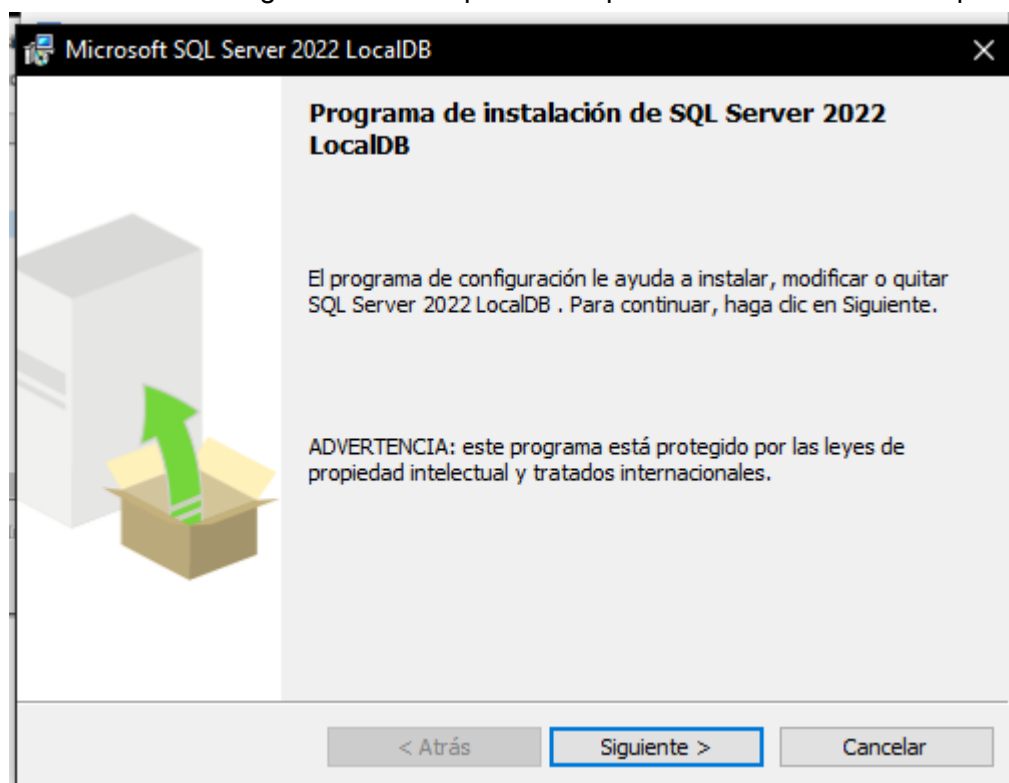 Microsoft SQL Server 2022 LocalDB
Programa de instalación de SQL Server 2022
LocalDB
El programa de configuración le ayuda a instalar, modificar o quitar
SQL Server 2022 LocalDB . Para continuar, haga clic en Siguiente.
ADVERTENCIA: este programa está protegido por las leyes de
propiedad intelectual y tratados internacionales.
< Atrás
Siguiente >
Cancelar